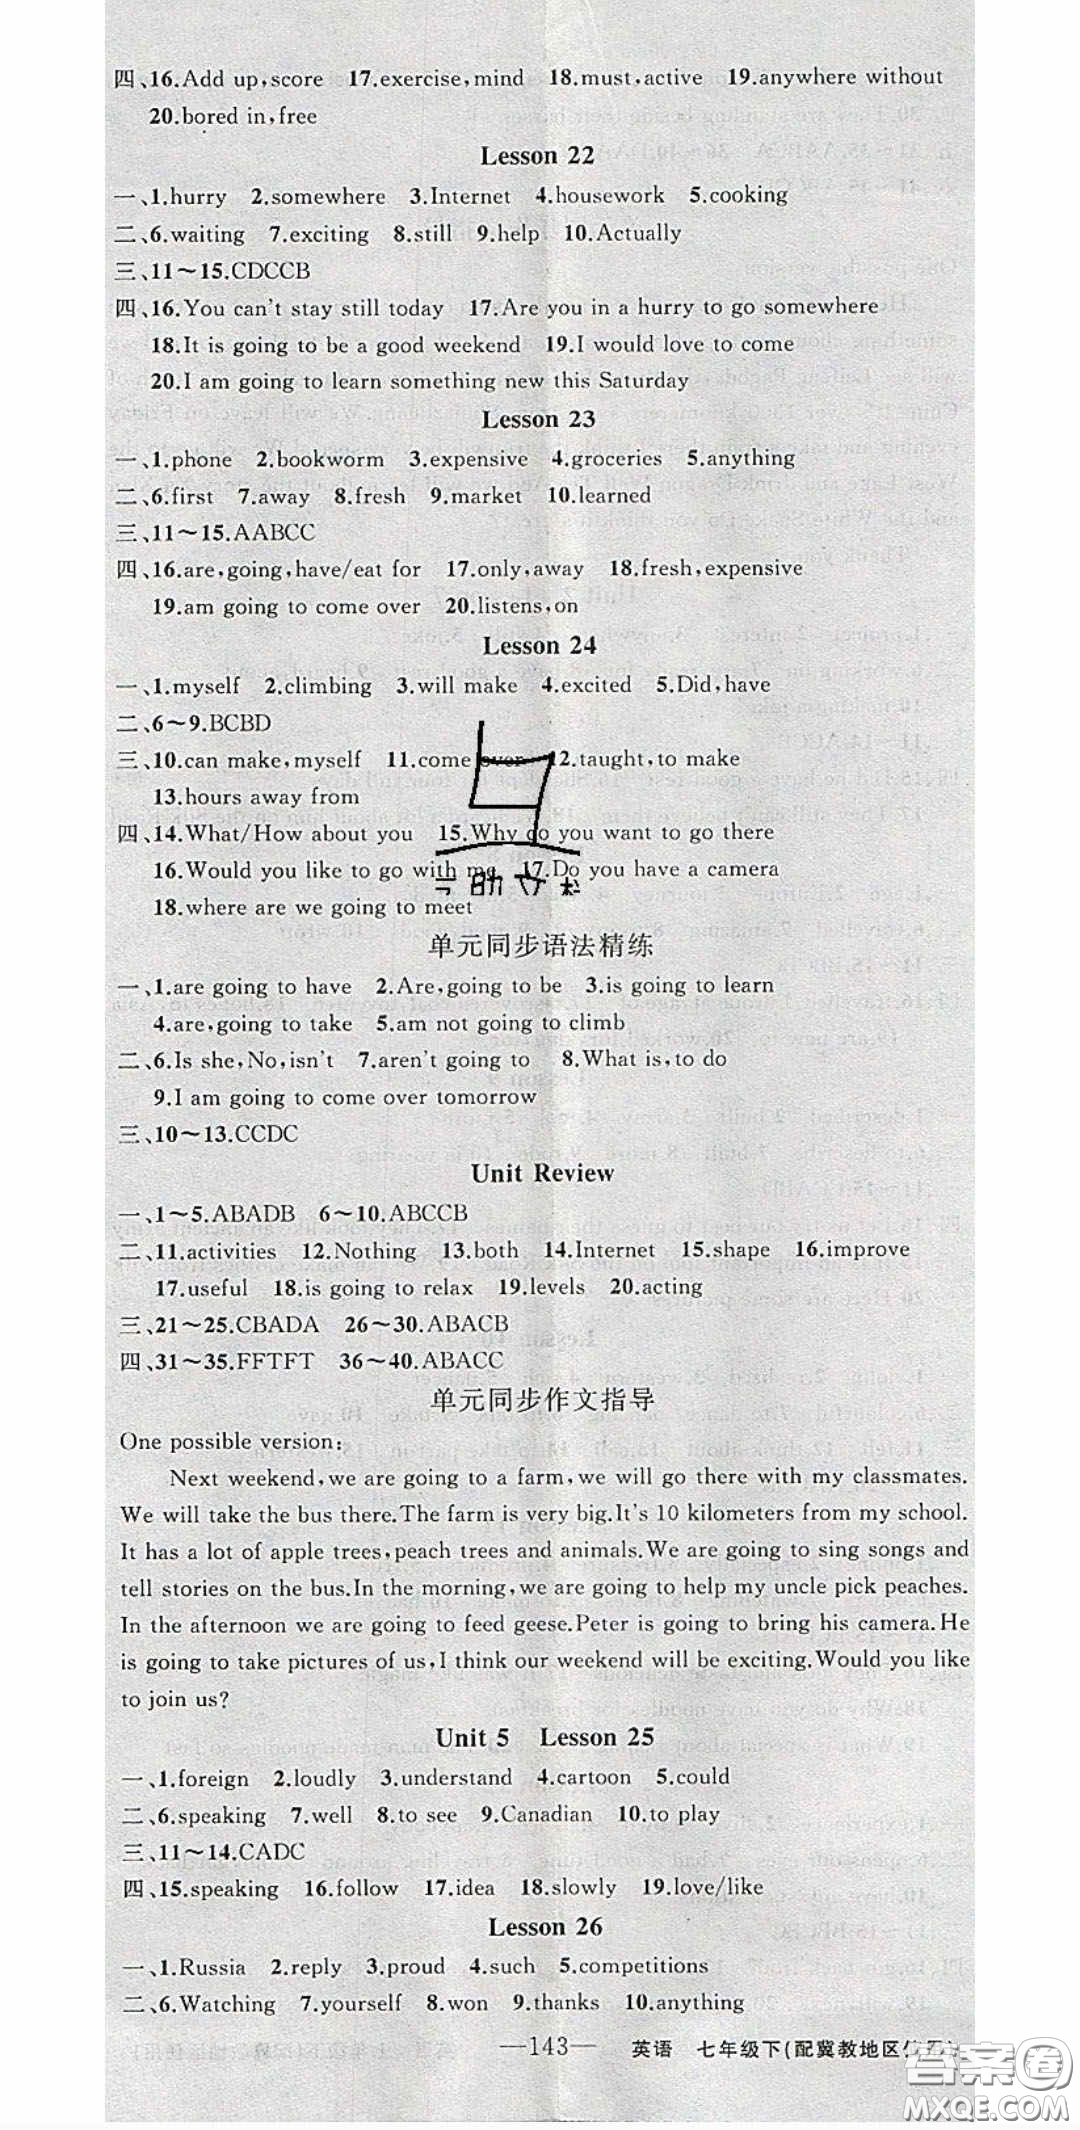 四、16.Add up,score 17.exercise,mind 18.must,active 19.anywhere without
20.bored in,free
Lesson 22
一、1.hurry 2.somewhere 3.Internet 4.housework 5.cooking
二、6.waiting 7.exciting 8.still 9.help 10.Actually
三、11～15.CDCCB
四、16.You can't stay still today 17.Are you in a hurry to go somewhere
18.It is going to be a good weekend 19.I would love to come
20.I am going to learn something new this Saturday
Lesson 23
一、1.phone 2.bookworm 3.expensive 4.groceries 5.anything
二、6.first 7.away 8.fresh 9.market 10.learned
三、11～15.AABCC
四、16.are,going,have/eat for 17.only,away 18.fresh,expensive
19.am going to come over 20.listens,on
Lesson 24
一、1.myself 2.climbing 3.will make 4.excited 5.Did,have
二、6～9.BCBD
三、10.can make,myself 11.come over 12.taught,to make
13.hours away from
四、14.What/How about you 15.Why do you want to go there
16.Would you like to go with me 17.Do you have a camera
18.where are we going to meet
单元同步语法精练
一、1.are going to have 2.Are,going to be 3.is going to learn
4.are,going to take 5.am not going to climb
二、6.Is she,No,isn't 7.aren't going to 8.What is,to do
9.I am going to come over tomorrow
三、10～13.CCDC
Unit Review
一、1～5.ABADB 6～10.ABCCB
二、11.activities 12.Nothing 13.both 14.Internet 15.shape 16.improve
17.useful 18.is going to relax 19.levels 20.acting
三、21～25.CBADA 26～30.ABACB
四、31～35.FFTFT 36～40.ABACC
单元同步作文指导
One possible version:
Next weekend,we are going to a farm,we will go there with my classmates.
We will take the bus there.The farm is very big.It's 10 kilometers from my school.
It has a lot of apple trees,peach trees and animals.We are going to sing songs and
tell stories on the bus.In the morning,we are going to help my uncle pick peaches.
In the afternoon we are going to feed geese.Peter is going to bring his camera.He
is going to take pictures of us,I think our weekend will be exciting.Would you like
to join us?
Unit 5 Lesson 25
一、1.foreign 2.loudly 3.understand 4.cartoon 5.could
二、6.speaking 7.well 8.to see 9.Canadian 10.to play
三、11～14.CADC
四、15.speaking 16.follow 17.idea 18.slowly 19.love/like
Lesson 26
一、1.Russia 2.reply 3.proud 4.such 5.competitions
二、6.Watching 7.yourself 8.won 9.thanks 10.anything
—143— 英语 七年级下(配冀教地区使用)
答案圈
MXQE.COM